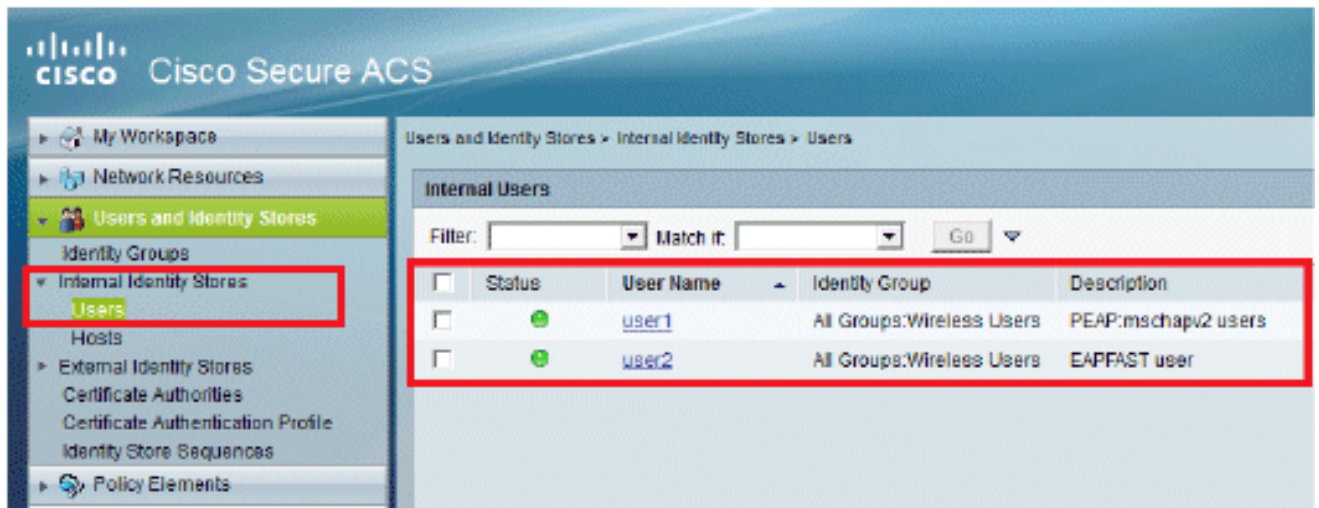 CISCO Cisco Secure ACS
My Workspace
Network Resources
Users and Identity Stores
Identity Groups
Internal Identity Stores
Users
Hosts
External Identity Stores
Certificate Authorities
Certificate Authentication Profile
Identity Store Sequences
Policy Elements
Users and Identity Stores > Internal Identity Stores > Users
Internal Users
Filter: Match if: Go
Status User Name Identity Group Description
user1 All Groups:Wireless Users PEAP:mschapv2 users
user2 All Groups:Wireless Users EAPFAST user